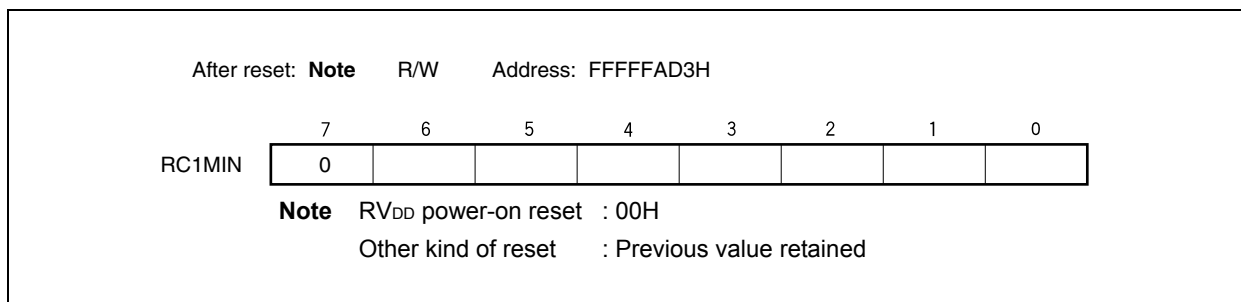 After reset: Note R/W Address: FFFFFAD3H
7 6 5 4 3 2 1 0
RC1MIN 0
Note RVDD power-on reset : 00H
Other kind of reset : Previous value retained